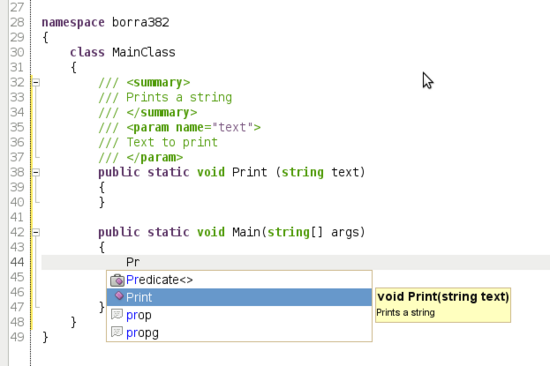 27
28 namespace borra382
29 {
30 class MainClass
31 {
32 /// <summary>
33 /// Prints a string
34 /// </summary>
35 /// <param name="text">
36 /// Text to print
37 /// </param>
38 public static void Print (string text)
39 {
40 }
41
42 public static void Main(string[] args)
43 {
44 Pr
45 Predicate<>
46 Print void Print(string text)
prop Prints a string
47 }
propg
48 }
49 }